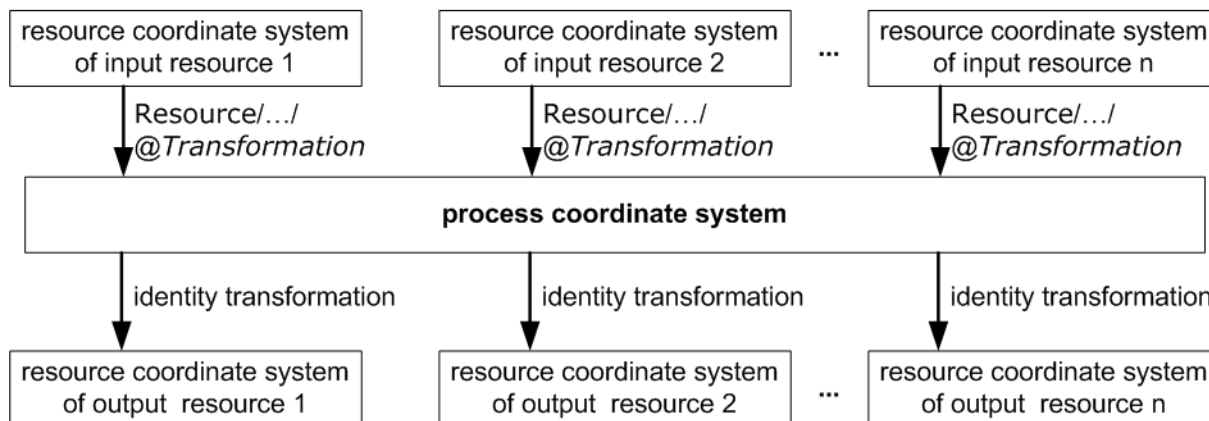 resource coordinate system
of input resource 1
resource coordinate system
of input resource 2
...
resource coordinate system
of input resource n
Resource/…/
@Transformation
Resource/…/
@Transformation
Resource/…/
@Transformation
process coordinate system
identity transformation
identity transformation
identity transformation
resource coordinate system
of output resource 1
resource coordinate system
of output resource 2
...
resource coordinate system
of output resource n